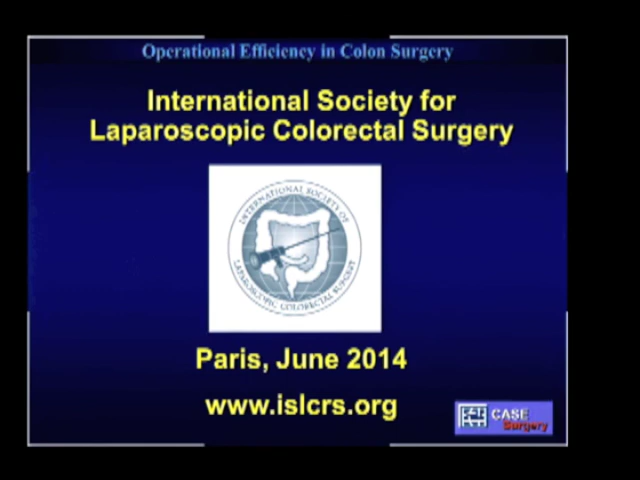 Operational Efficiency in Colon Surgery
International Society for
Laparoscopic Colorectal Surgery
INTERNATIONAL SOCIETY OF
LAPAROSCOPIC COLORECTAL SURGERY
Paris, June 2014
www.islcrs.org
CASE
Surgery